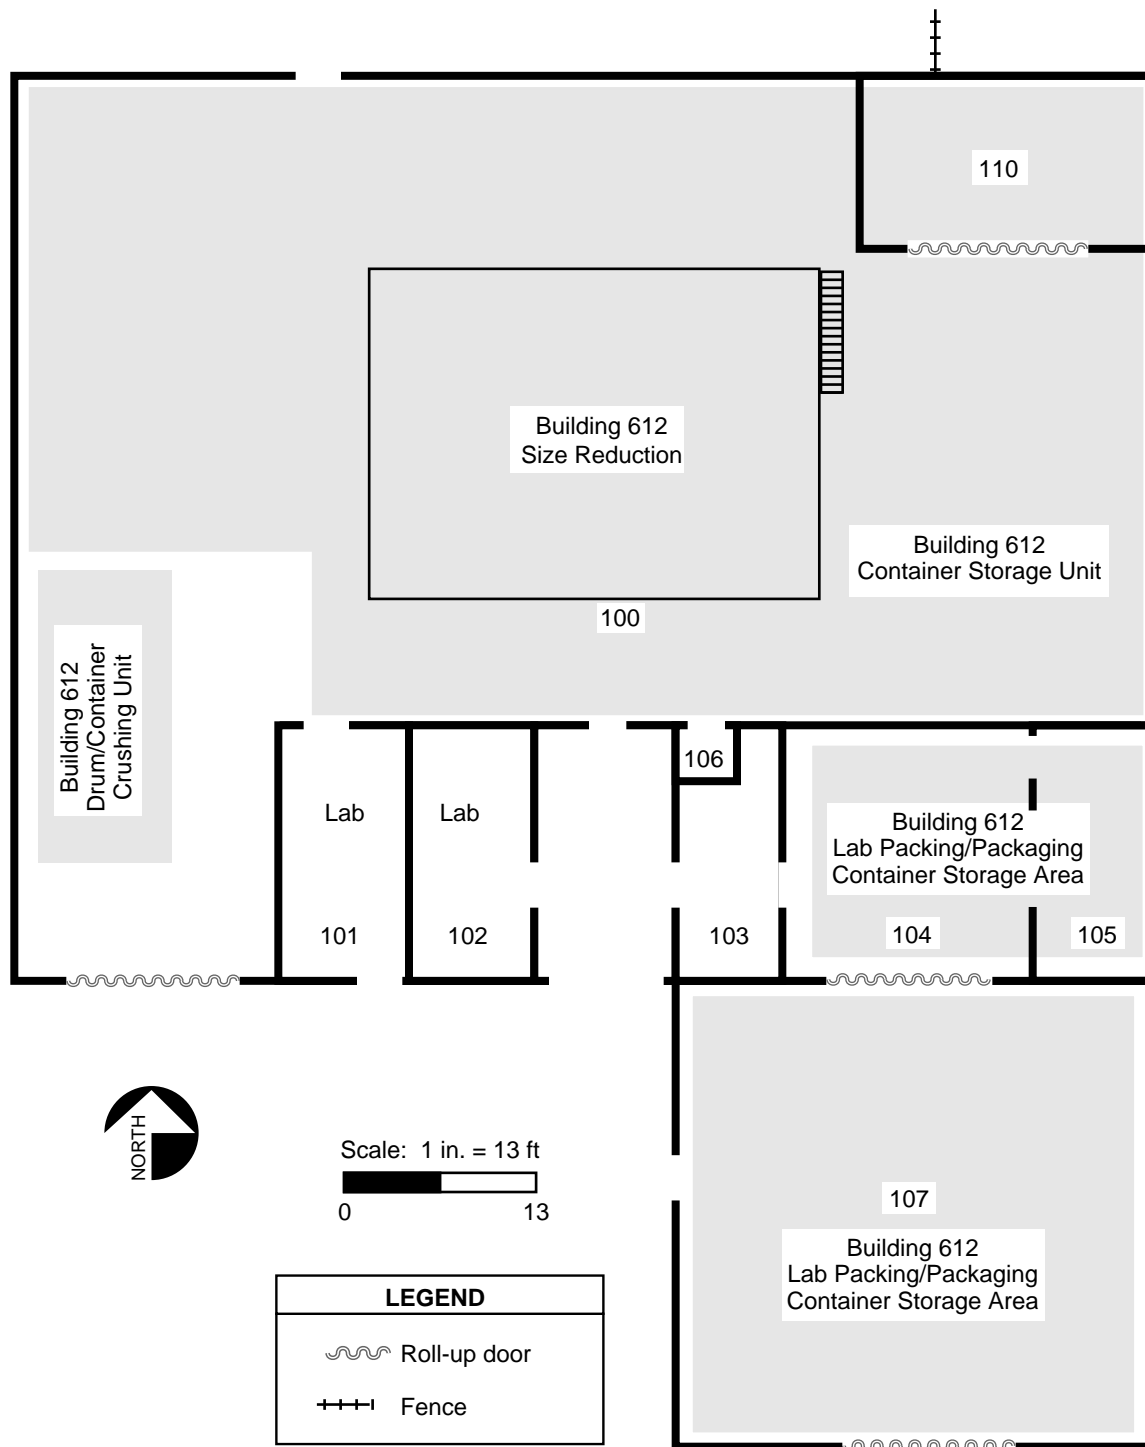 110
Building 612
Size Reduction
Building 612
Container Storage Unit
100
Building 612
Drum/Container
Crushing Unit
106
Lab
Lab
Building 612
Lab Packing/Packaging
Container Storage Area
101
102
103
104
105
NORTH
Scale:  1 in. = 13 ft
0
13
107
Building 612
Lab Packing/Packaging
Container Storage Area
LEGEND
Roll-up door
Fence